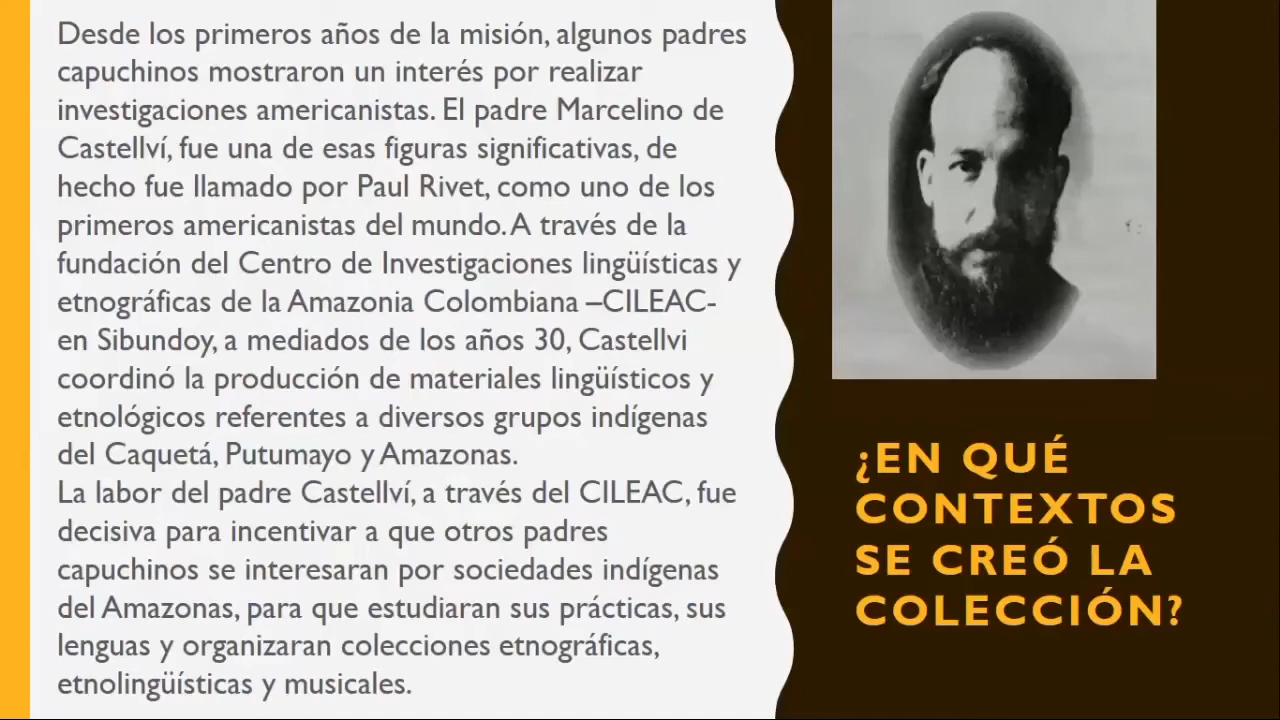 Desde los primeros años de la misión, algunos padres
capuchinos mostraron un interés por realizar
investigaciones americanistas. El padre Marcelino de
Castellví, fue una de esas figuras significativas, de
hecho fue llamado por Paul Rivet, como uno de los
primeros americanistas del mundo. A través de la
fundación del Centro de Investigaciones lingüísticas y
etnográficas de la Amazonia Colombiana –CILEAC-
en Sibundoy, a mediados de los años 30, Castellvi
coordinó la producción de materiales lingüísticos y
etnológicos referentes a diversos grupos indígenas
del Caquetá, Putumayo y Amazonas.
La labor del padre Castellví, a través del CILEAC, fue
decisiva para incentivar a que otros padres
capuchinos se interesaran por sociedades indígenas
del Amazonas, para que estudiaran sus prácticas, sus
lenguas y organizaran colecciones etnográficas,
etnolingüísticas y musicales.
¿EN QUÉ
CONTEXTOS
SE CREÓ LA
COLECCIÓN?